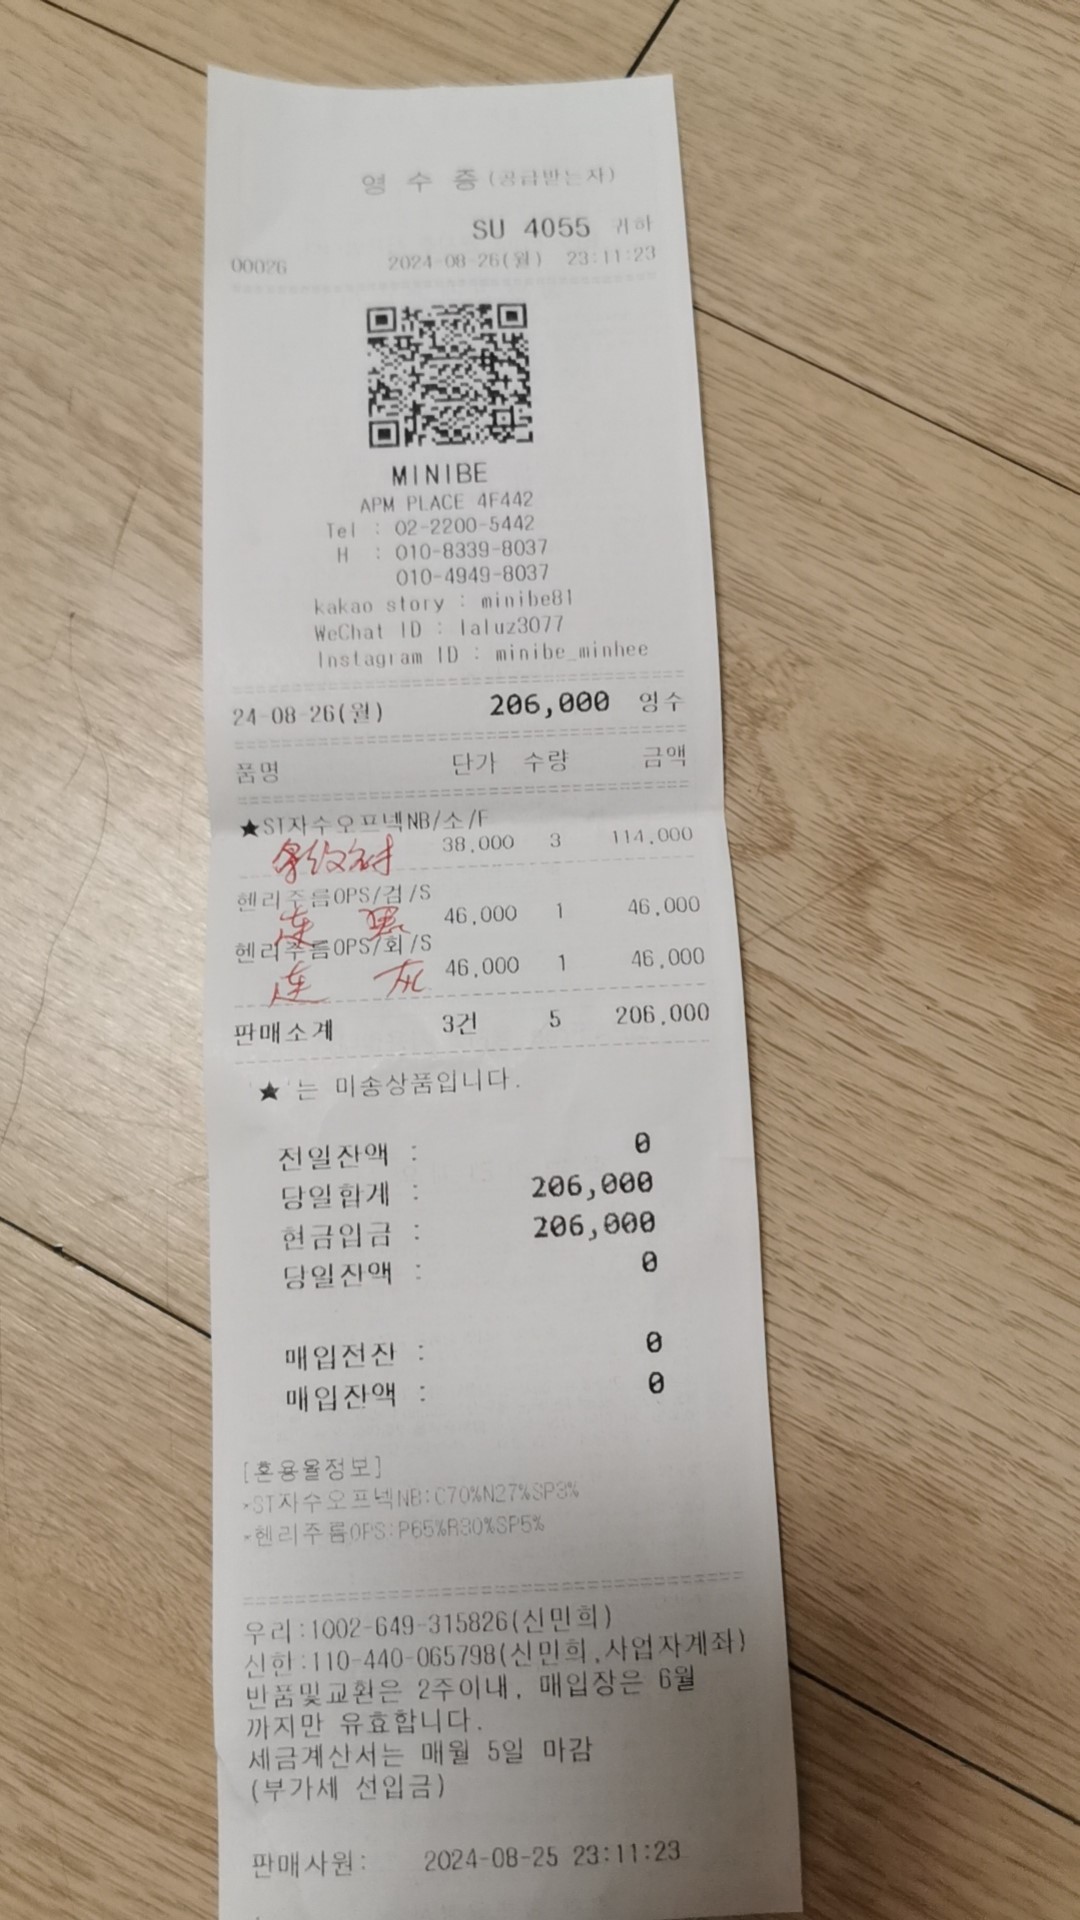 영 수 증(공급받는자)
SU 4055 귀하
00026 2024-08-26(월) 23:11:23
MINIBE
APM PLACE 4F442
Tel : 02-2200-5442
H : 010-8339-8037
010-4949-8037
kakao story : minibe81
WeChat ID : laluz3077
Instagram ID : minibe_minhee
24-08-26(월) 206,000 영수
품명 단가 수량 금액
★ST자수오프넥NB/소/F
38,000 3 114,000
헨리주름OPS/검/S
连 黑 46,000 1 46,000
헨리주름OPS/회/S
连 灰 46,000 1 46,000
판매소계 3건 5 206,000
'★'는 미송상품입니다.
전일잔액 : 0
당일합계 : 206,000
현금입금 : 206,000
당일잔액 : 0
매입전잔 : 0
매입잔액 : 0
[혼용율정보]
*ST자수오프넥NB:C70%N27%SP3%
*헨리주름OPS:P65%R30%SP5%
우리:1002-649-315826(신민희)
신한:110-440-065798(신민희,사업자계좌)
반품및교환은 2주이내, 매입장은 6월
까지만 유효합니다.
세금계산서는 매월 5일 마감
(부가세 선입금)
판매사원: 2024-08-25 23:11:23